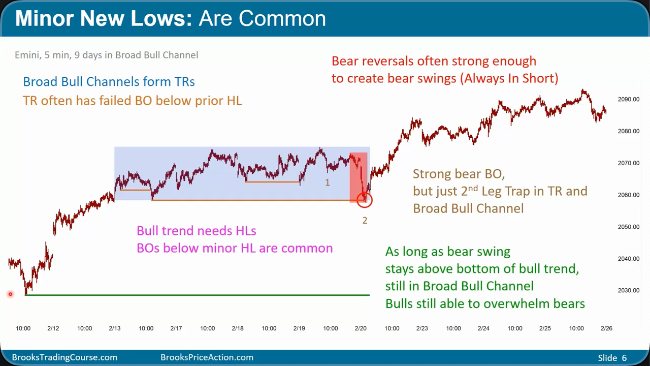 Minor New Lows: Are Common
Emini, 5 min, 9 days in Broad Bull Channel
Bear reversals often strong enough
to create bear swings (Always In Short)
Broad Bull Channels form TRs
TR often has failed BO below prior HL
2090.00
2080.00
2070.00
2060.00
2050.00
2040.00
2030.00
1
2
Strong bear BO,
but just 2nd Leg Trap in TR and
Broad Bull Channel
Bull trend needs HLs
BOs below minor HL are common
As long as bear swing
stays above bottom of bull trend,
still in Broad Bull Channel
Bulls still able to overwhelm bears
10:00 2/12 10:00 2/13 10:00 2/17 10:00 2/18 10:00 2/19 10:00 2/20 10:00 2/23 10:00 2/24 10:00 2/25 10:00 2/26
BrooksTradingCourse.com BrooksPriceAction.com Slide 6